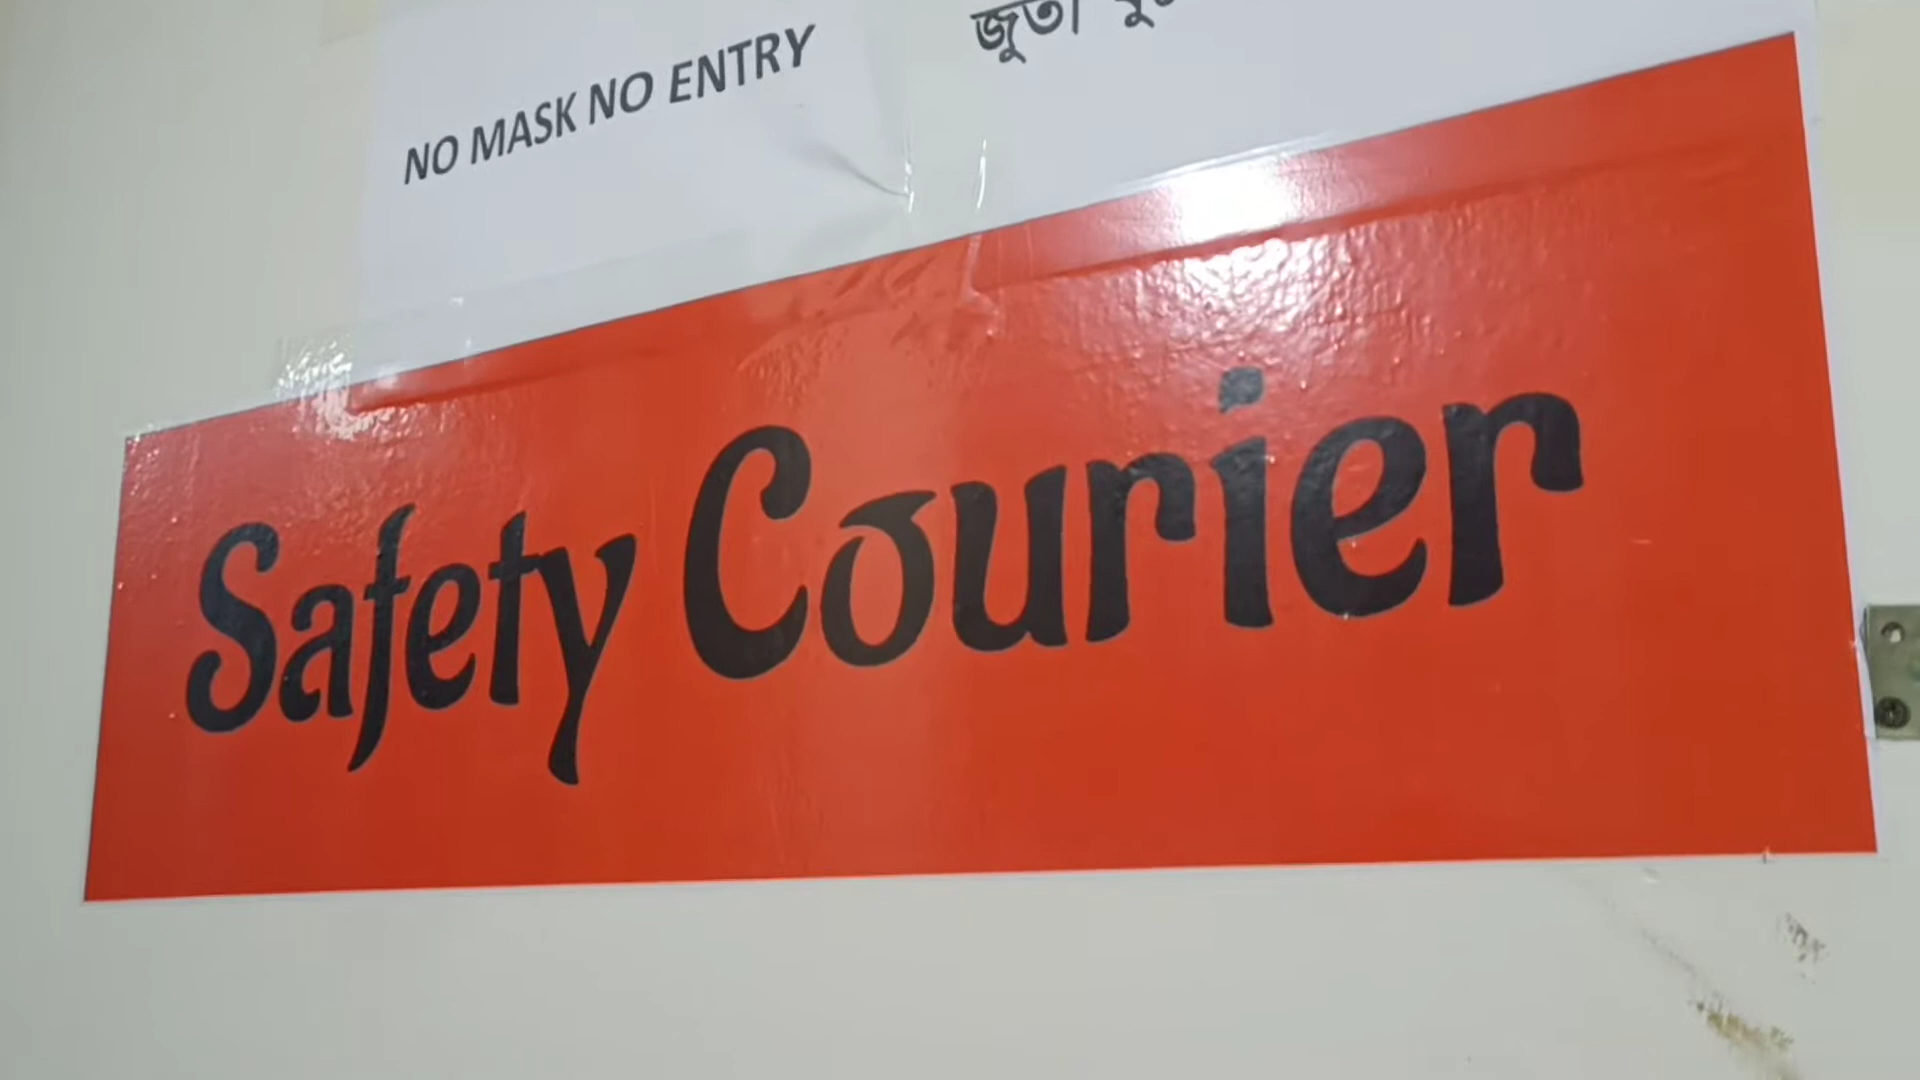 NO MASK NO ENTRY
জুতা
Safety Courier